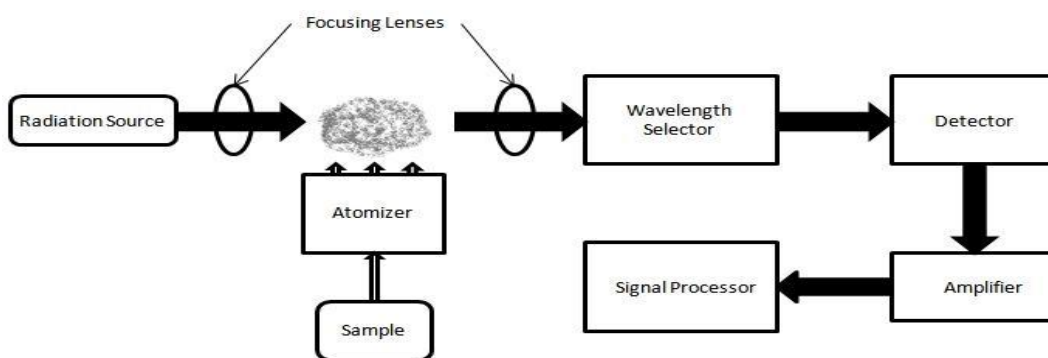 Focusing Lenses
Radiation Source
Wavelength
Selector
Detector
Atomizer
Signal Processor
Amplifier
Sample